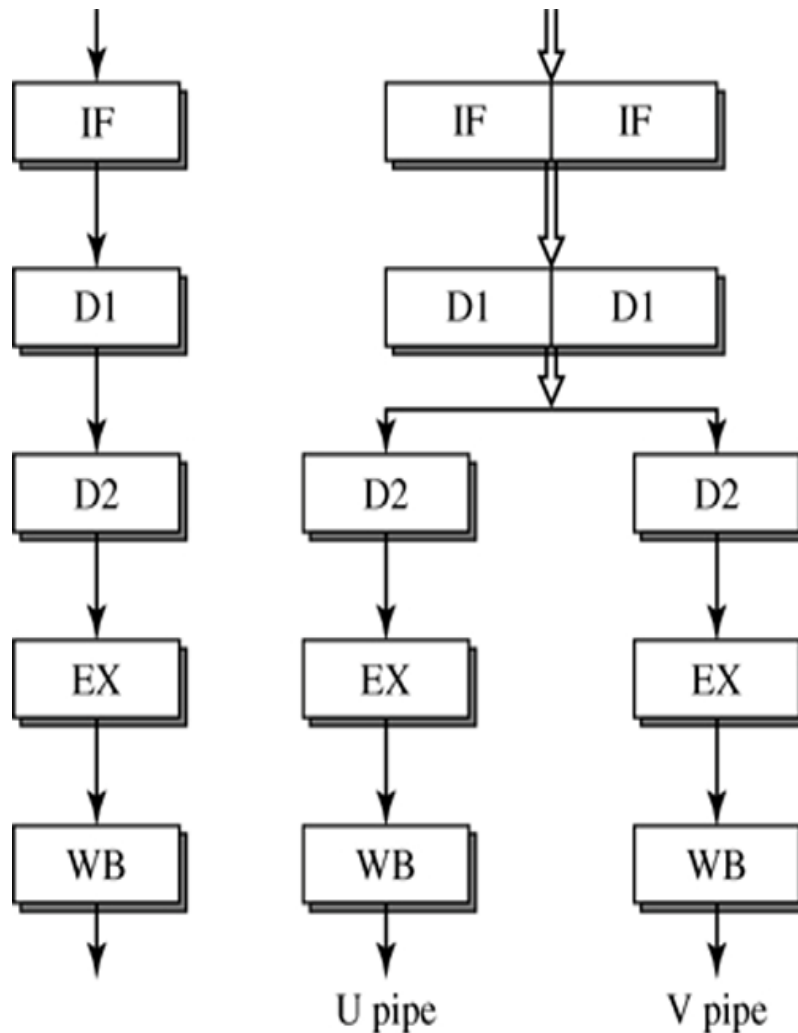 IF IF IF
D1 D1 D1
D2 D2 D2
EX EX EX
WB WB WB
U pipe V pipe